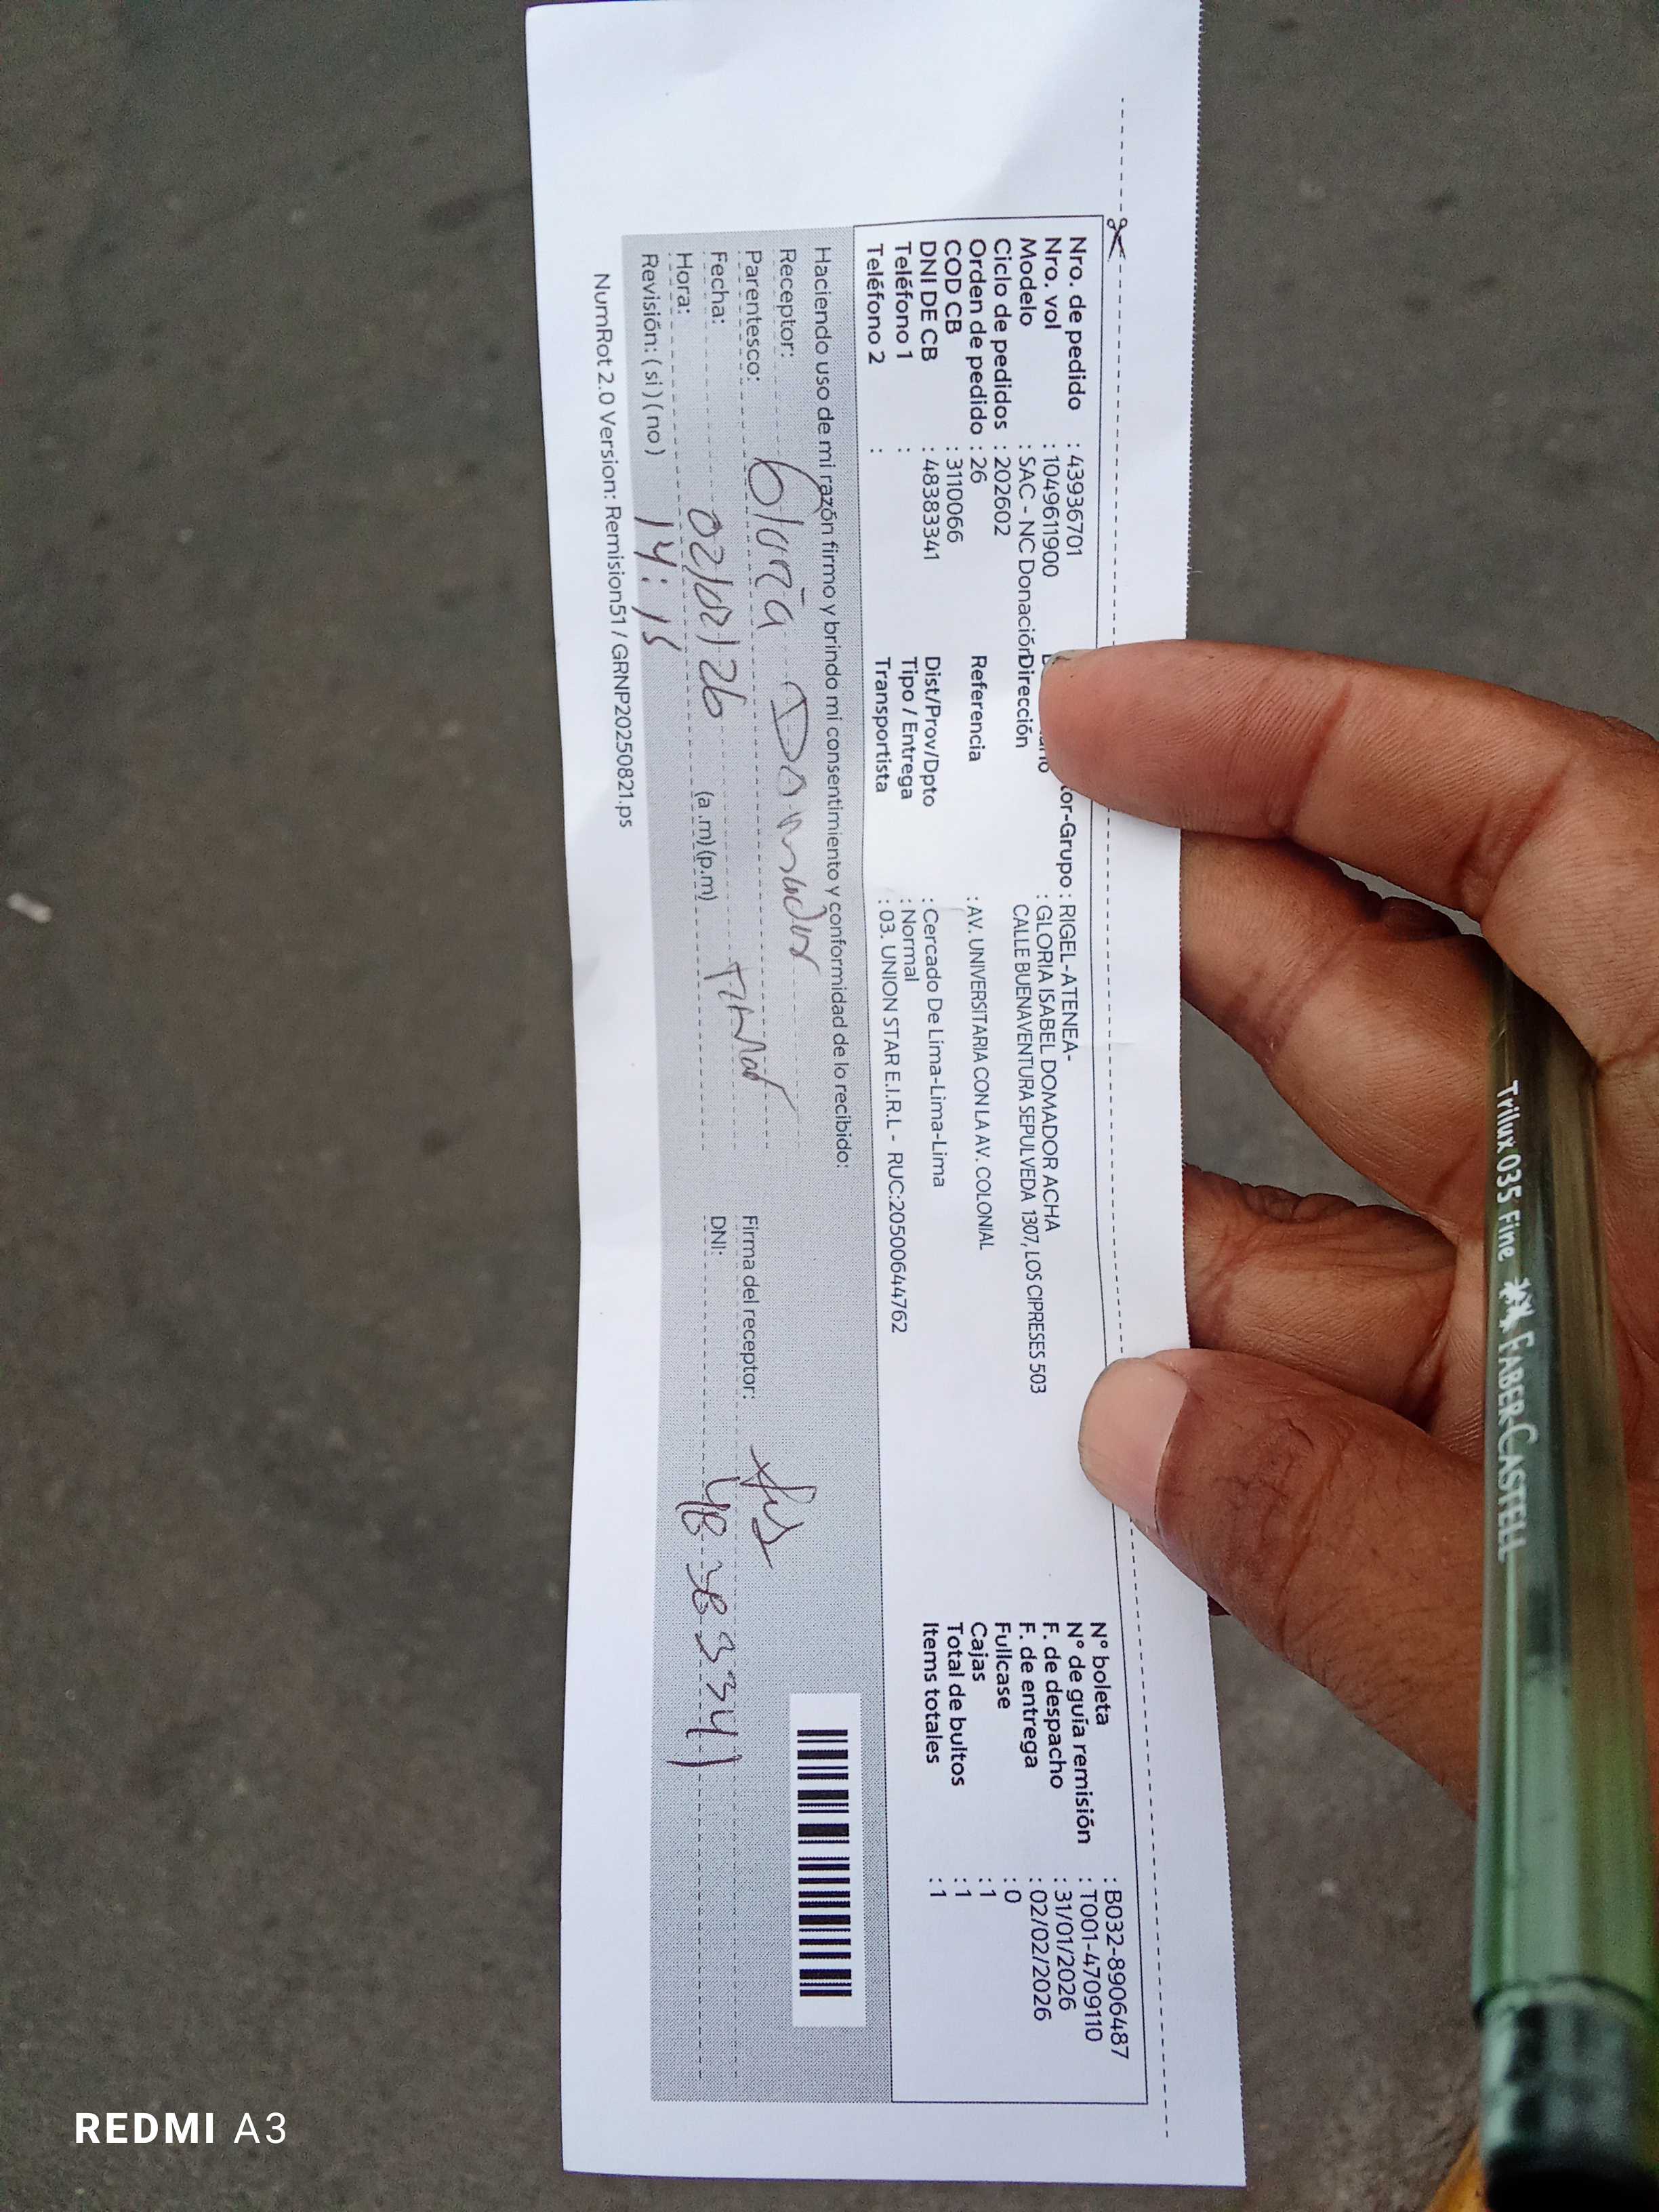 Nro. de pedido : 43936701
Nro. vol : 1049611900
Modelo : SAC - NC Donación
Ciclo de pedidos : 202602
Orden de pedido : 26
COD CB : 3110066
DNI DE CB : 48383341
Teléfono 1 :
Teléfono 2 :
tor-Grupo : RIGEL-ATENEA-
: GLORIA ISABEL DOMADOR ACHA
Dirección CALLE BUENAVENTURA SEPULVEDA 1307, LOS CIPRESES 503
Referencia : AV. UNIVERSITARIA CON LA AV. COLONIAL
Dist/Prov/Dpto : Cercado De Lima-Lima-Lima
Tipo / Entrega : Normal
Transportista : 03. UNION STAR E.I.R.L - RUC:20500644762
N° boleta : B032-8906487
N° de guía remisión : T001-4709110
F. de despacho : 31/01/2026
F. de entrega : 02/02/2026
Fullcase : 0
Cajas : 1
Total de bultos : 1
Items totales : 1
Haciendo uso de mi razón firmo y brindo mi consentimiento y conformidad de lo recibido:
Receptor: Gloria Domador
Parentesco:
Firma del receptor:
Fecha: 02/02/26
DNI: 48383341
Hora: 14:15 (a.m) (p.m)
Revisión: ( si ) ( no )
NumRot 2.0 Version: Remision51 / GRNP20250821.ps
Trilux 035 Fine FABER-CASTELL
REDMI A3